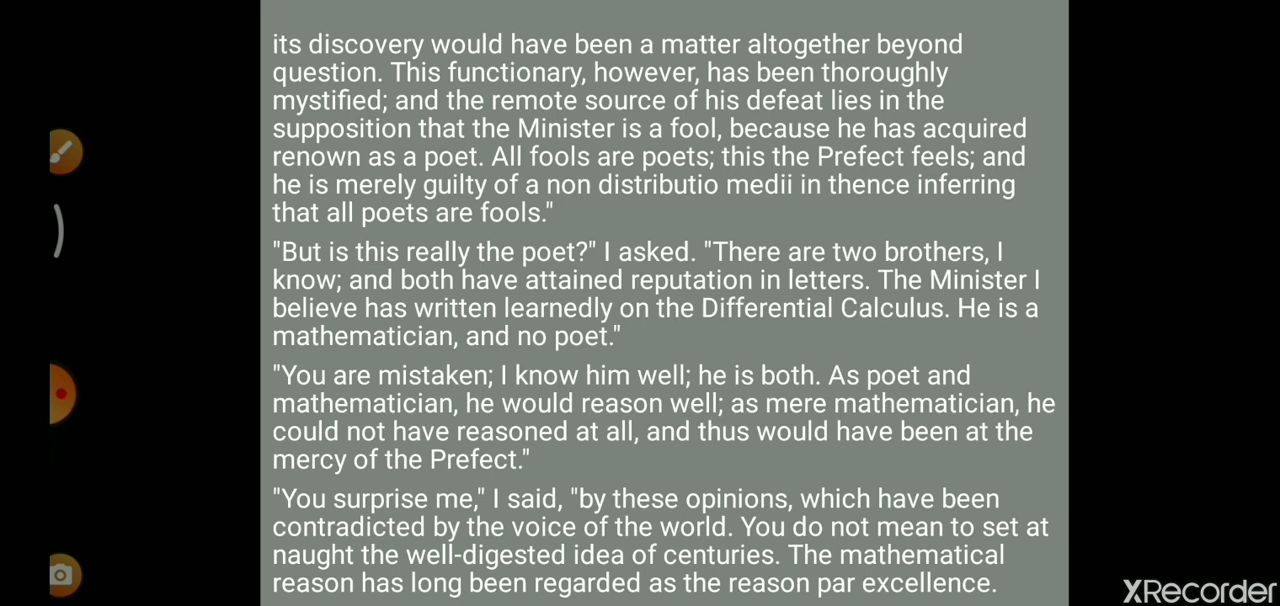 its discovery would have been a matter altogether beyond
question. This functionary, however, has been thoroughly
mystified; and the remote source of his defeat lies in the
supposition that the Minister is a fool, because he has acquired
renown as a poet. All fools are poets; this the Prefect feels; and
he is merely guilty of a non distributio medii in thence inferring
that all poets are fools."
"But is this really the poet?" I asked. "There are two brothers, I
know; and both have attained reputation in letters. The Minister I
believe has written learnedly on the Differential Calculus. He is a
mathematician, and no poet."
"You are mistaken; I know him well; he is both. As poet and
mathematician, he would reason well; as mere mathematician, he
could not have reasoned at all, and thus would have been at the
mercy of the Prefect."
"You surprise me," I said, "by these opinions, which have been
contradicted by the voice of the world. You do not mean to set at
naught the well-digested idea of centuries. The mathematical
reason has long been regarded as the reason par excellence.
XRecorder